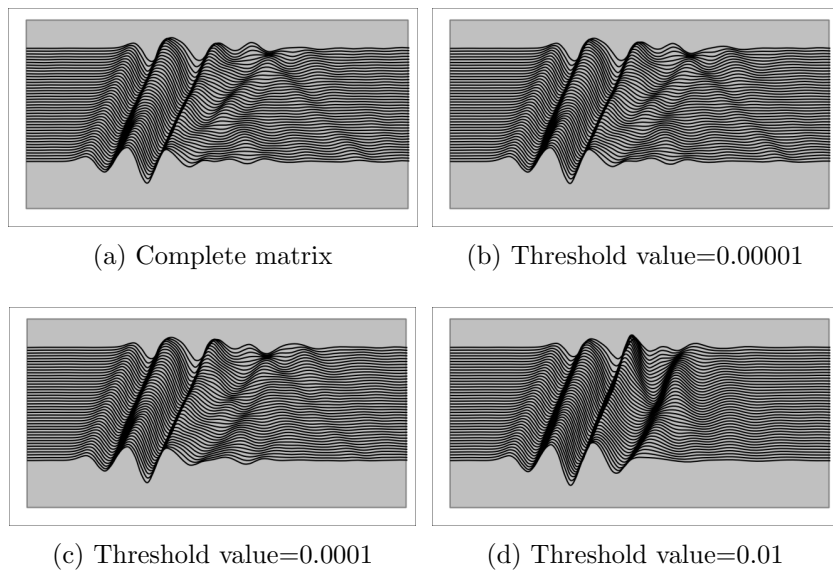 (a) Complete matrix
(b) Threshold value=0.00001
(c) Threshold value=0.0001
(d) Threshold value=0.01